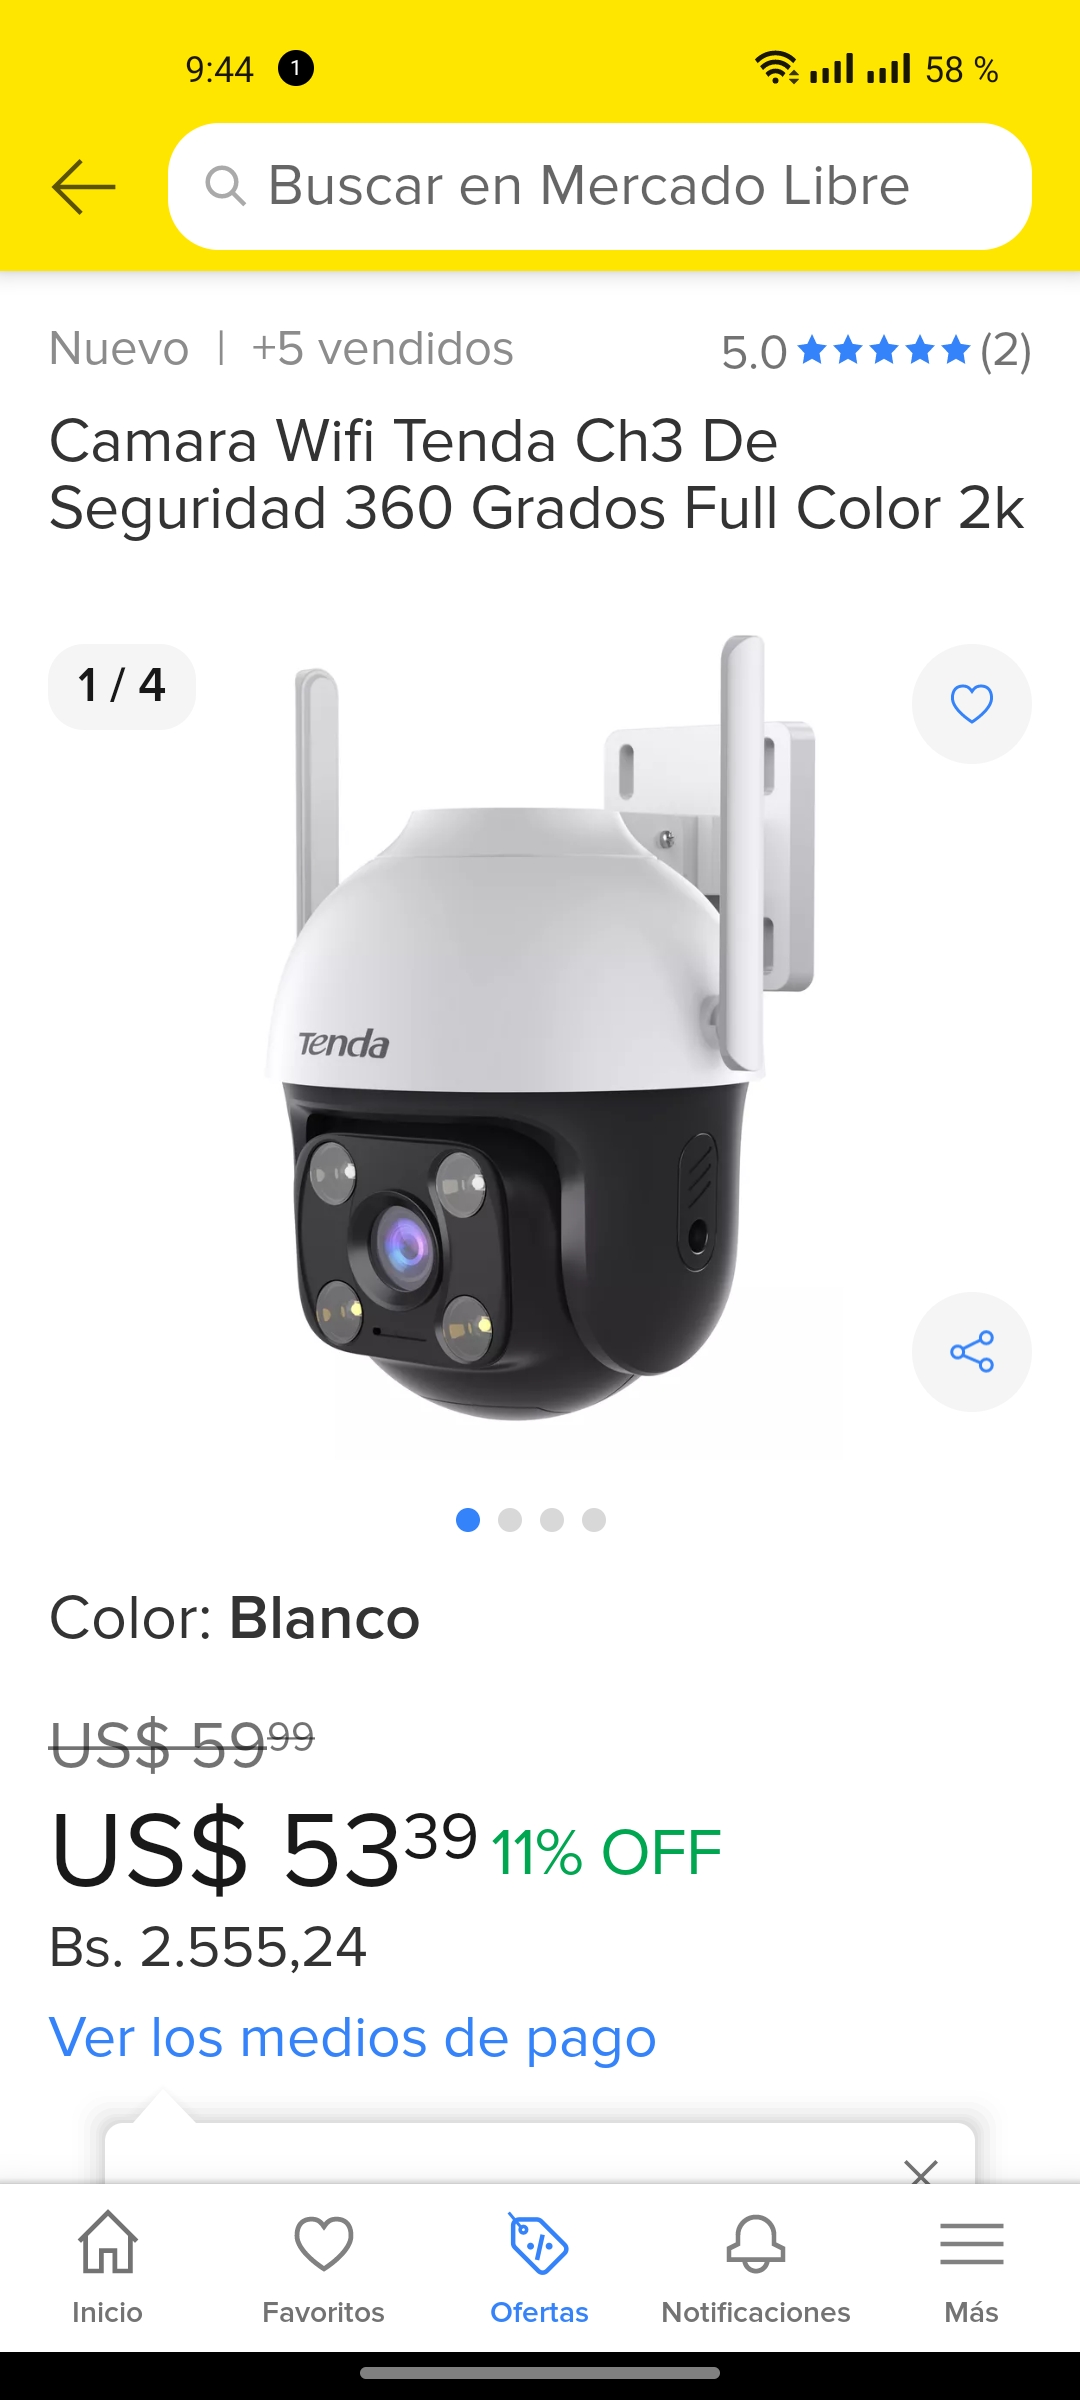 9:44 1 58 %
Buscar en Mercado Libre
Nuevo | +5 vendidos 5.0 (2)
Camara Wifi Tenda Ch3 De
Seguridad 360 Grados Full Color 2k
1 / 4
Tenda
Color: Blanco
US$ 59 99
US$ 53 39 11% OFF
Bs. 2.555,24
Ver los medios de pago
Inicio Favoritos Ofertas Notificaciones Más